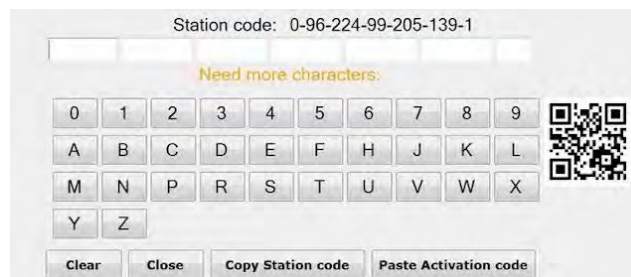 Station code: 0-96-224-99-205-139-1
Need more characters:
0 1 2 3 4 5 6 7 8 9
A B C D E F H J K L
M N P R S T U V W X
Y Z
Clear Close Copy Station code Paste Activation code